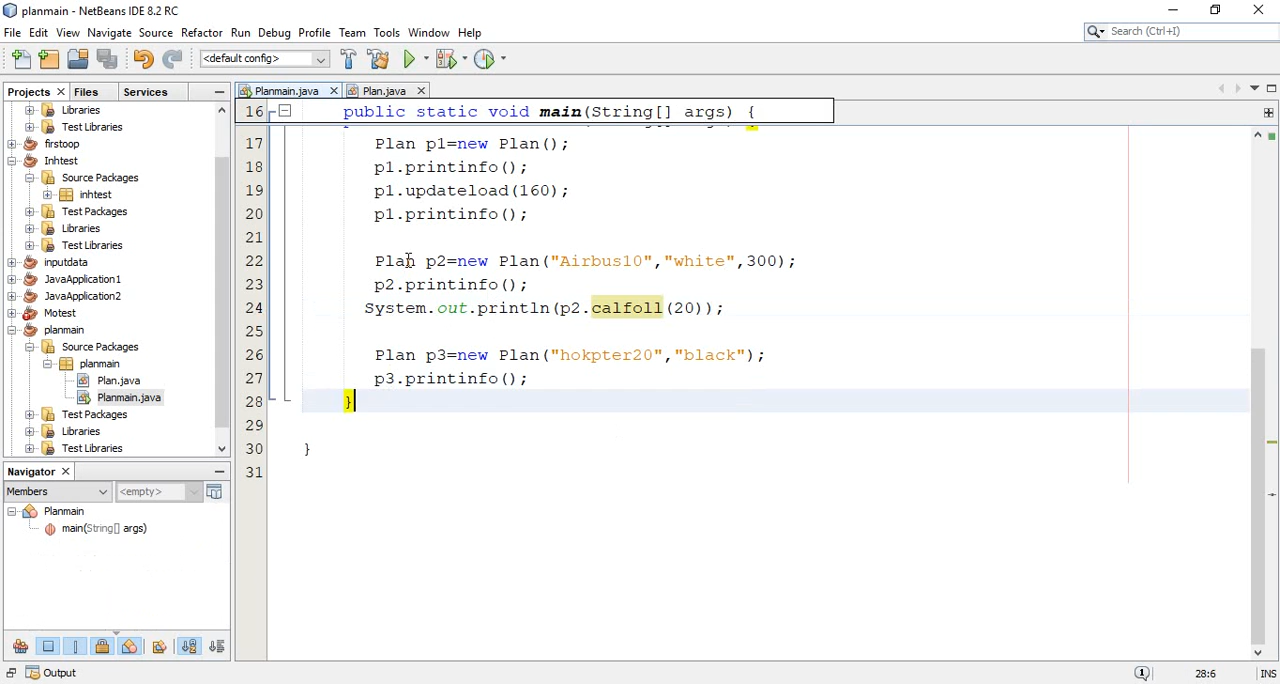 planmain - NetBeans IDE 8.2 RC
File Edit View Navigate Source Refactor Run Debug Profile Team Tools Window Help
Search (Ctrl+I)
<default config>
Projects Files Services
Planmain.java Plan.java
Libraries
Test Libraries
firstoop
Inhtest
Source Packages
inhtest
Test Packages
Libraries
Test Libraries
inputdata
JavaApplication1
JavaApplication2
Motest
planmain
Source Packages
planmain
Plan.java
Planmain.java
Test Packages
Libraries
Test Libraries
Navigator
Members <empty>
Planmain
main(String[] args)
16 public static void main(String[] args) {
17 Plan p1=new Plan();
18 p1.printinfo();
19 p1.updateload(160);
20 p1.printinfo();
21
22 Plan p2=new Plan("Airbus10","white",300);
23 p2.printinfo();
24 System.out.println(p2.calfoll(20));
25
26 Plan p3=new Plan("hokpter20","black");
27 p3.printinfo();
28 }
29
30 }
31
Output
1 28:6 INS